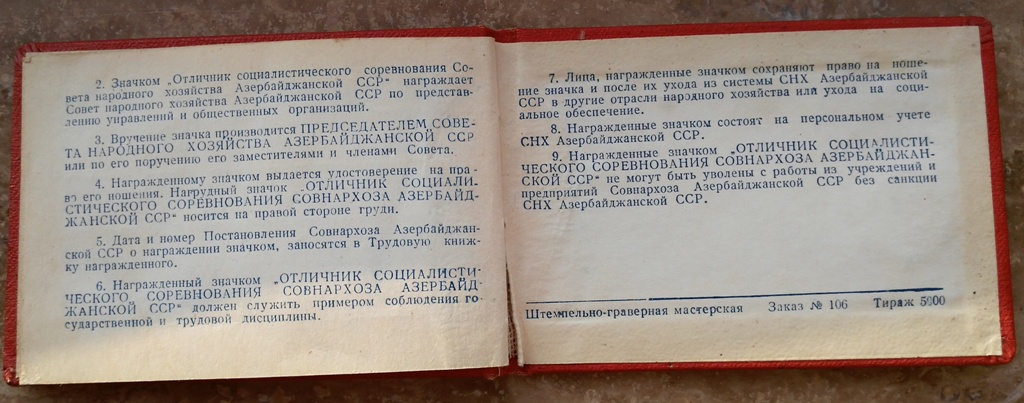 2. Значком „Отличник социалистического соревнования Со-
вета народного хозяйства Азербайджанской ССР“ награждает
Совет народного хозяйства Азербайджанской ССР по представ-
лению управлений и общественных организаций.
3. Вручение значка производится ПРЕДСЕДАТЕЛЕМ СОВЕ-
ТА НАРОДНОГО ХОЗЯЙСТВА АЗЕРБАЙДЖАНСКОЙ ССР
или по его поручению его заместителями и членами Совета.
4. Награжденному значком выдается удостоверение на пра-
во его ношения. Нагрудный значок „ОТЛИЧНИК СОЦИАЛИ-
СТИЧЕСКОГО СОРЕВНОВАНИЯ СОВНАРХОЗА АЗЕРБАЙД-
ЖАНСКОЙ ССР“ носится на правой стороне груди.
5. Дата и номер Постановления Совнархоза Азербайджан-
ской ССР о награждении значком, заносятся в Трудовую книж-
ку награжденного.
6. Награжденный значком „ОТЛИЧНИК СОЦИАЛИСТИ-
ЧЕСКОГО СОРЕВНОВАНИЯ СОВНАРХОЗА АЗЕРБАЙД-
ЖАНСКОЙ ССР“ должен служить примером соблюдения го-
сударственной и трудовой дисциплины.
7. Лица, награжденные значком сохраняют право на ноше-
ние значка и после их ухода из системы СНХ Азербайджанской
ССР в другие отрасли народного хозяйства или ухода на соци-
альное обеспечение.
8. Награжденные значком состоят на персональном учете
СНХ Азербайджанской ССР.
9. Награжденные значком „ОТЛИЧНИК СОЦИАЛИСТИ-
ЧЕСКОГО СОРЕВНОВАНИЯ СОВНАРХОЗА АЗЕРБАЙДЖАН-
СКОЙ ССР“ не могут быть уволены с работы из учреждений и
предприятий Совнархоза Азербайджанской ССР без санкции
СНХ Азербайджанской ССР.
Штемпельно-граверная мастерская Заказ № 106 Тираж 5000